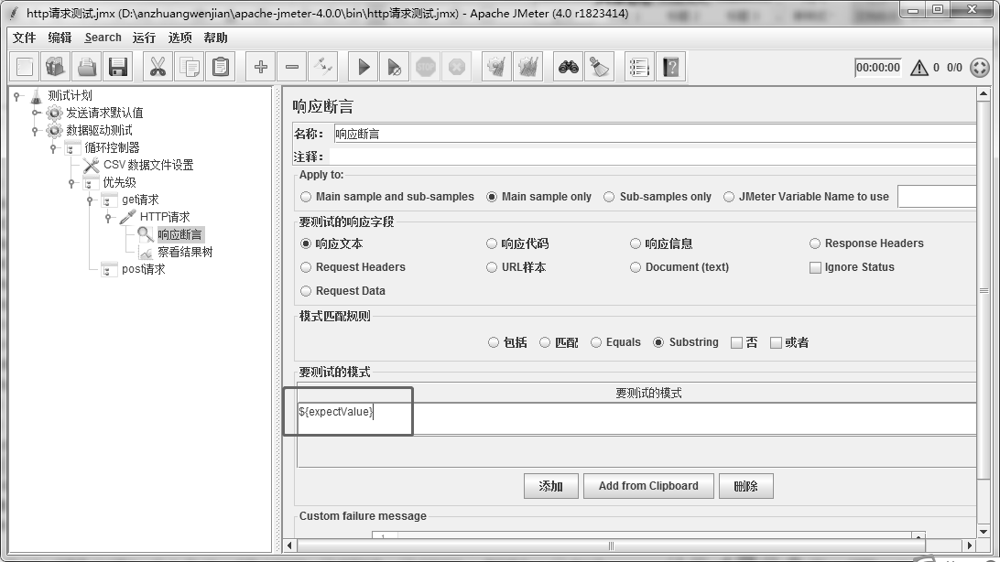 http请求测试.jmx (D:\anzhuangwenjian\apache-jmeter-4.0.0\bin\http请求测试.jmx) - Apache JMeter (4.0 r1823414)
文件 编辑 Search 运行 选项 帮助
STOP
00:00:00 0 0/0
测试计划
发送请求默认值
数据驱动测试
循环控制器
CSV 数据文件设置
优先级
get请求
HTTP请求
响应断言
察看结果树
post请求
响应断言
名称： 响应断言
注释：
Apply to:
Main sample and sub-samples Main sample only Sub-samples only JMeter Variable Name to use
要测试的响应字段
响应文本 响应代码 响应信息 Response Headers
Request Headers URL样本 Document (text) Ignore Status
Request Data
模式匹配规则
包括 匹配 Equals Substring 否 或者
要测试的模式
要测试的模式
${expectValue}
添加 Add from Clipboard 删除
Custom failure message
1